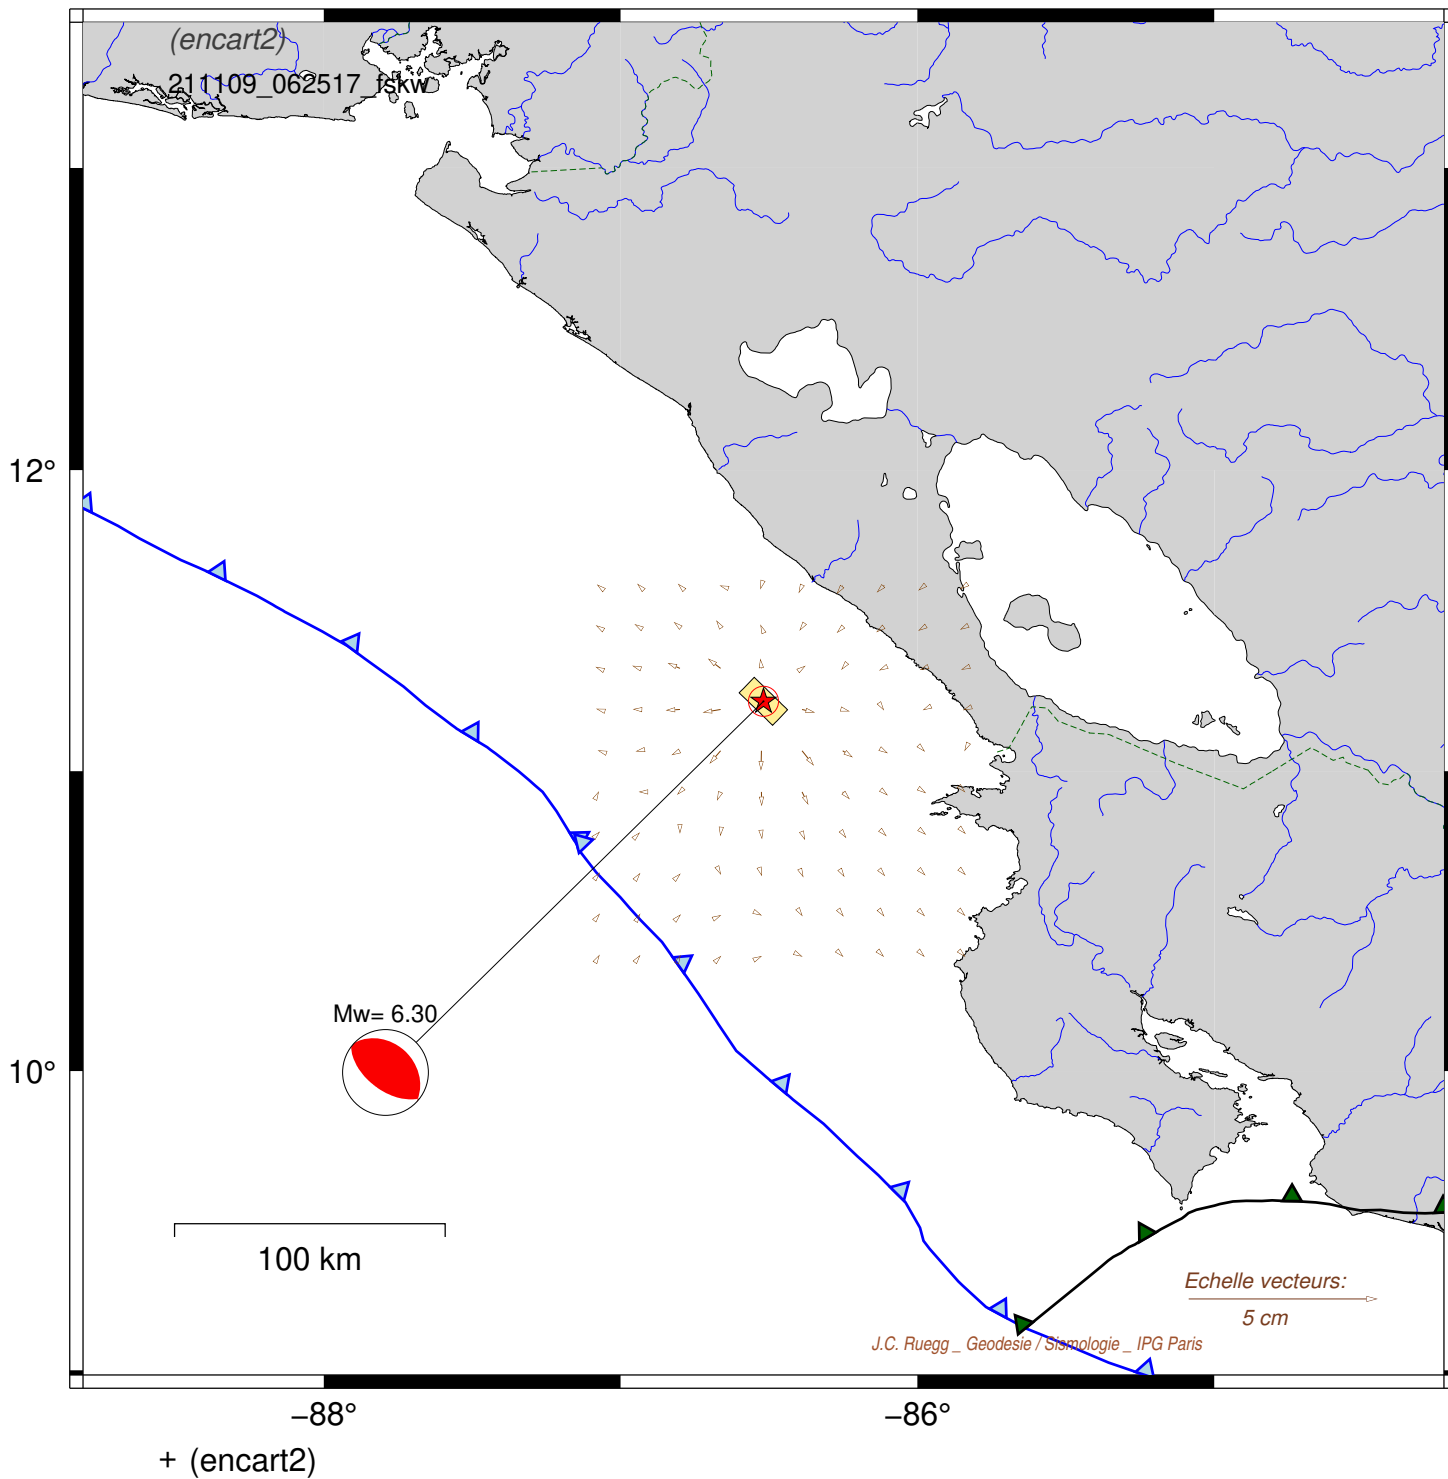 (encart2)
211109_062517_fskw
12°
Mw= 6.30
10°
100 km
Echelle vecteurs:
5 cm
J.C. Ruegg _ Geodesie / Sismologie _ IPG Paris
−88°
−86°
+ (encart2)